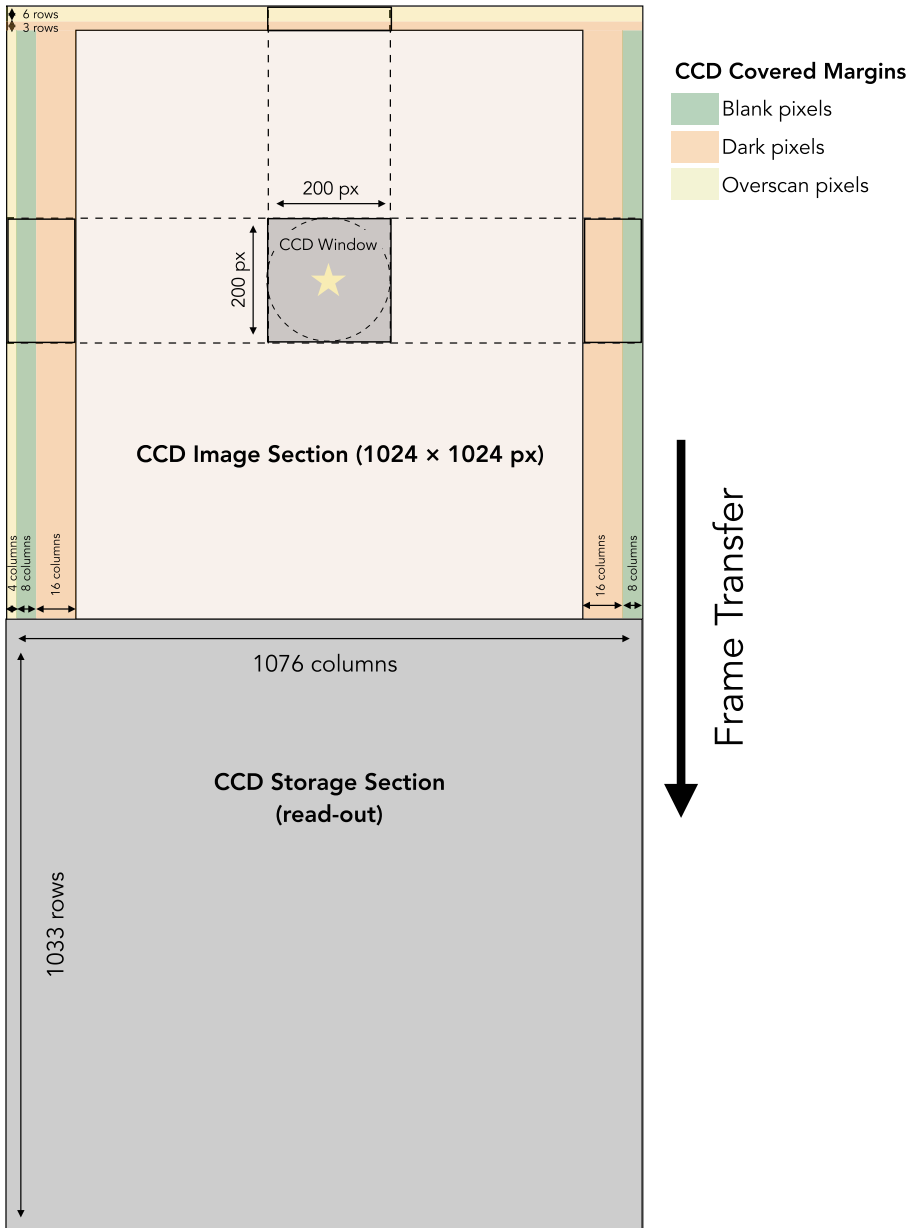 6 rows
3 rows
CCD Covered Margins
Blank pixels
Dark pixels
Overscan pixels
200 px
CCD Window
200 px
CCD Image Section (1024 × 1024 px)
4 columns
8 columns
16 columns
16 columns
8 columns
Frame Transfer
1076 columns
CCD Storage Section
(read-out)
1033 rows